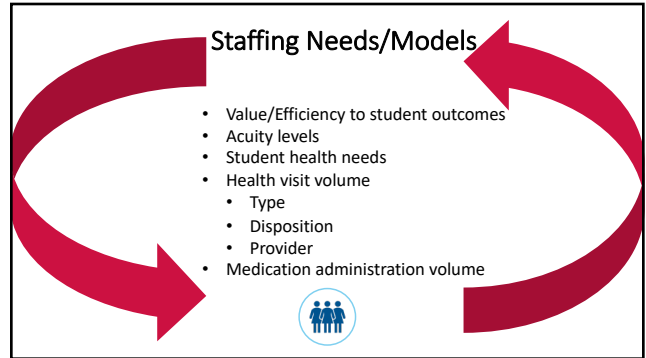 Staffing Needs/Models
• Value/Efficiency to student outcomes
• Acuity levels
• Student health needs
• Health visit volume
• Type
• Disposition
• Provider
• Medication administration volume